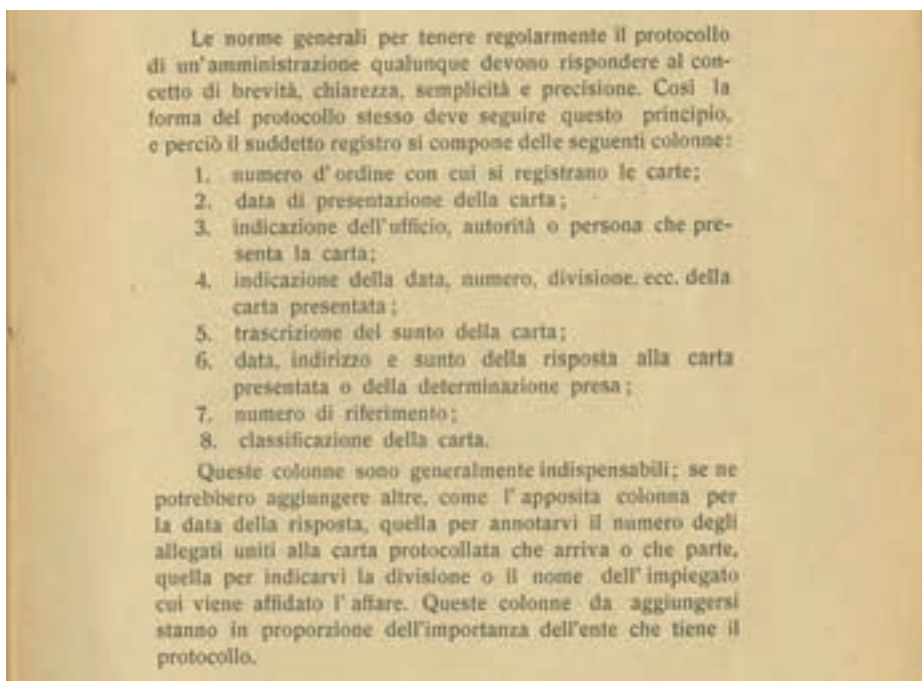 Le norme generali per tenere regolarmente il protocollo
di un'amministrazione qualunque devono rispondere al con-
cetto di brevità, chiarezza, semplicità e precisione. Così la
forma del protocollo stesso deve seguire questo principio,
e perciò il suddetto registro si compone delle seguenti colonne:
1. numero d'ordine con cui si registrano le carte;
2. data di presentazione della carta;
3. indicazione dell'ufficio, autorità o persona che pre-
senta la carta;
4. indicazione della data, numero, divisione, ecc. della
carta presentata;
5. trascrizione del sunto della carta;
6. data, indirizzo e sunto della risposta alla carta
presentata o della determinazione presa;
7. numero di riferimento;
8. classificazione della carta.
Queste colonne sono generalmente indispensabili; se ne
potrebbero aggiungere altre, come l'apposita colonna per
la data della risposta, quella per annotarvi il numero degli
allegati uniti alla carta protocollata che arriva o che parte,
quella per indicarvi la divisione o il nome dell'impiegato
cui viene affidato l'affare. Queste colonne da aggiungersi
stanno in proporzione dell'importanza dell'ente che tiene il
protocollo.